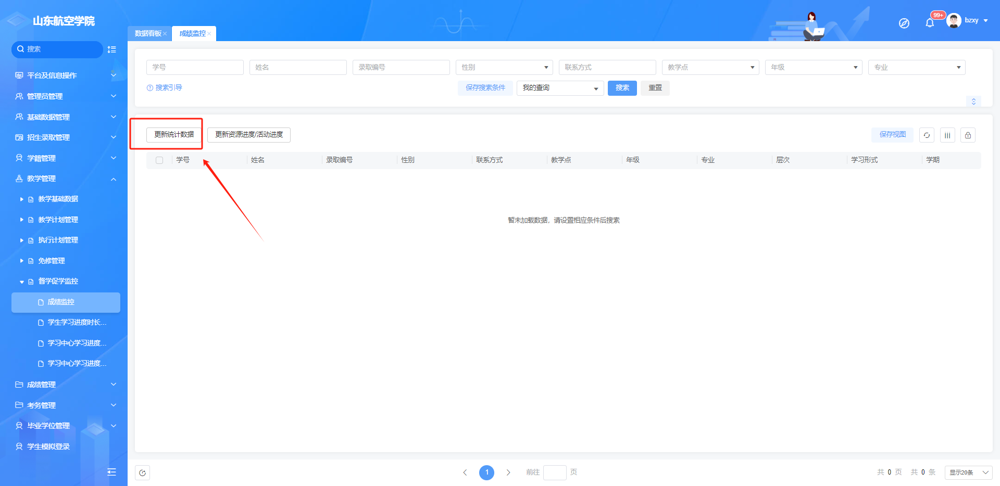 山东航空学院
搜索
平台及信息操作
管理员管理
基础数据管理
招生录取管理
学籍管理
教学管理
教学基础数据
教学计划管理
执行计划管理
免修管理
督学促学监控
成绩监控
学生学习进度时长...
学习中心学习进度...
学习中心学习进度...
成绩管理
考务管理
毕业学位管理
学生模拟登录
数据看板 成绩监控
99+ bzxy
学号 姓名 录取编号 性别 联系方式 教学点 年级 专业
搜索引导 保存搜索条件 我的查询 搜索 重置
更新统计数据 更新资源进度/活动进度 保存视图
学号 姓名 录取编号 性别 联系方式 教学点 年级 专业 层次 学习形式 学期
暂未加载数据，请设置相应条件后搜索
1 前往 页 共 0 页 共 0 条 显示20条